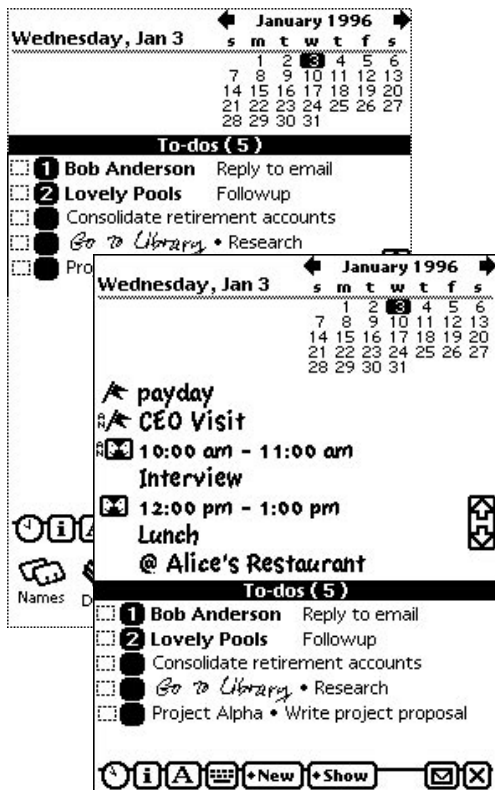 January 1996
Wednesday, Jan 3
s m t w t f s
1 2 3 4 5 6
7 8 9 10 11 12 13
14 15 16 17 18 19 20
21 22 23 24 25 26 27
28 29 30 31
To-dos ( 5 )
1 Bob Anderson Reply to email
2 Lovely Pools Followup
Consolidate retirement accounts
Go to Library • Research
Pro
i
Names
D
January 1996
Wednesday, Jan 3
s m t w t f s
1 2 3 4 5 6
7 8 9 10 11 12 13
14 15 16 17 18 19 20
21 22 23 24 25 26 27
28 29 30 31
payday
CEO Visit
10:00 am - 11:00 am
Interview
12:00 pm - 1:00 pm
Lunch
@ Alice's Restaurant
To-dos ( 5 )
1 Bob Anderson Reply to email
2 Lovely Pools Followup
Consolidate retirement accounts
Go to Library • Research
Project Alpha • Write project proposal
i A New Show X